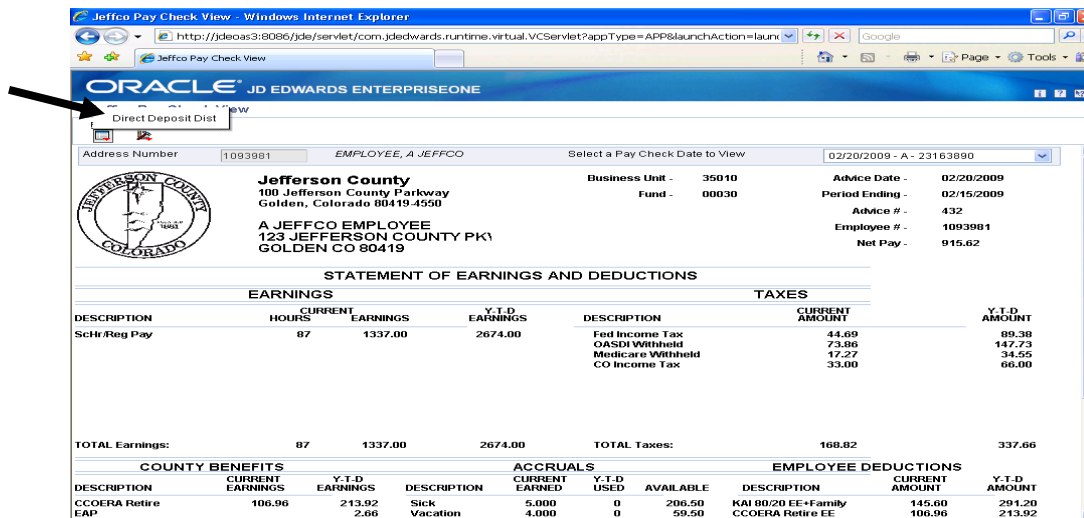 Jeffco Pay Check View - Windows Internet Explorer
http://jdeoas3:8086/jde/servlet/com.jdedwards.runtime.virtual.VCServlet?appType=APP&launchAction=laun Google
Jeffco Pay Check View Page Tools
ORACLE JD EDWARDS ENTERPRISEONE
Direct Deposit Dist
Address Number 1093981 EMPLOYEE, A JEFFCO Select a Pay Check Date to View 02/20/2009 - A - 23163890
JEFFERSON COUNTY
1861
COLORADO
Jefferson County Business Unit - 35010 Advice Date - 02/20/2009
100 Jefferson County Parkway Fund - 00030 Period Ending - 02/15/2009
Golden, Colorado 80419-4550
Advice # - 432
A JEFFCO EMPLOYEE Employee # - 1093981
123 JEFFERSON COUNTY PK
GOLDEN CO 80419 Net Pay - 915.62
STATEMENT OF EARNINGS AND DEDUCTIONS
EARNINGS TAXES
DESCRIPTION CURRENT HOURS EARNINGS Y-T-D EARNINGS DESCRIPTION CURRENT AMOUNT Y-T-D AMOUNT
ScHr/Reg Pay 87 1337.00 2674.00 Fed Income Tax 44.69 89.38
OASDI Withheld 73.86 147.73
Medicare Withheld 17.27 34.55
CO Income Tax 33.00 66.00
TOTAL Earnings: 87 1337.00 2674.00 TOTAL Taxes: 168.82 337.66
COUNTY BENEFITS ACCRUALS EMPLOYEE DEDUCTIONS
DESCRIPTION CURRENT EARNINGS Y-T-D EARNINGS DESCRIPTION CURRENT EARNED Y-T-D USED AVAILABLE DESCRIPTION CURRENT AMOUNT Y-T-D AMOUNT
CCOERA Retire 106.96 213.92 Sick 5.000 0 206.50 KAI 80/20 EE+Family 145.60 291.20
EAP 2.66 Vacation 4.000 0 59.50 CCOERA Retire EE 106.96 213.92